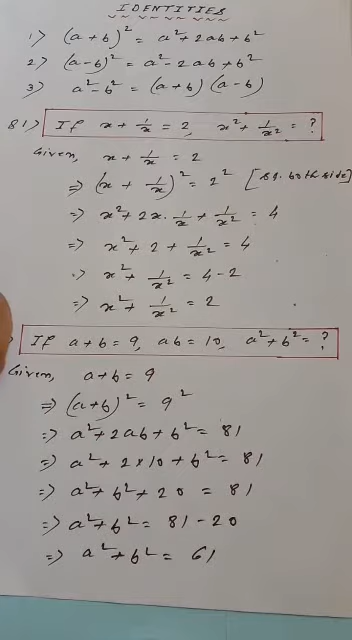 IDENTITIES
1) (a+b)² = a²+2ab+b²
2) (a-b)² = a²-2ab+b²
3) a²-b² = (a+b)(a-b)
81) If x + 1/x = 2, x² + 1/x² = ?
Given, x + 1/x = 2
=> (x + 1/x)² = 2² [sq. both side]
=> x² + 2x · 1/x + 1/x² = 4
=> x² + 2 + 1/x² = 4
=> x² + 1/x² = 4-2
=> x² + 1/x² = 2
If a+b = 9, ab = 10, a²+b² = ?
Given, a+b = 9
=> (a+b)² = 9²
=> a²+2ab+b² = 81
=> a² + 2×10 + b² = 81
=> a²+b²+20 = 81
=> a²+b² = 81-20
=> a²+b² = 61